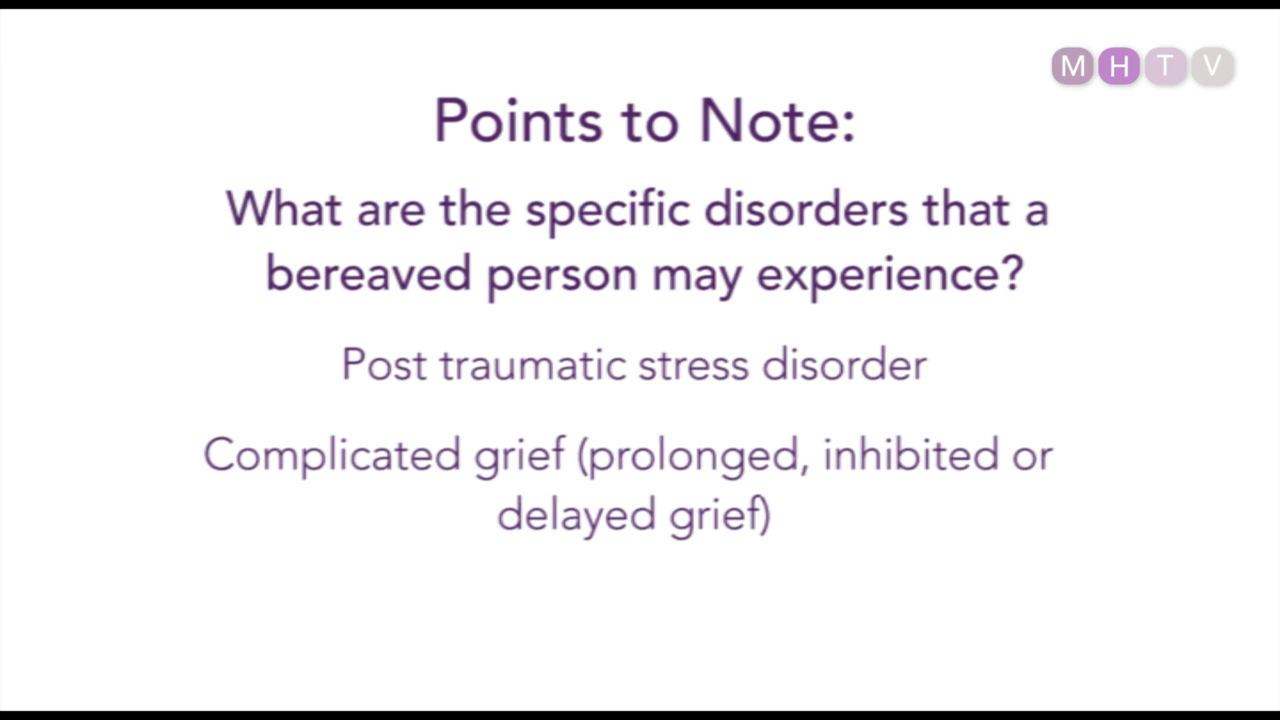 MHTV
Points to Note:
What are the specific disorders that a
bereaved person may experience?
Post traumatic stress disorder
Complicated grief (prolonged, inhibited or
delayed grief)